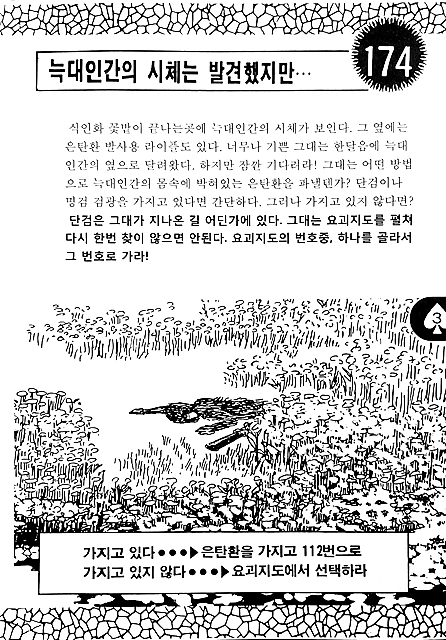 174
늑대인간의 시체는 발견했지만…
식인화 꽃밭이 끝나는곳에 늑대인간의 시체가 보인다. 그 옆에는
은탄환 발사용 라이플도 있다. 너무나 기쁜 그대는 한달음에 늑대
인간의 옆으로 달려왔다. 하지만 잠깐 기다려라! 그대는 어떤 방법
으로 늑대인간의 몸속에 박혀있는 은탄환을 파낼텐가? 단검이나
명검 검광을 가지고 있다면 간단하다. 그러나 가지고 있지 않다면?
단검은 그대가 지나온 길 어딘가에 있다. 그대는 요괴지도를 펼쳐
다시 한번 찾이 않으면 안된다. 요괴지도의 번호중, 하나를 골라서
그 번호로 가라!
3
가지고 있다 ●●●▶ 은탄환을 가지고 112번으로
가지고 있지 않다 ●●●▶ 요괴지도에서 선택하라